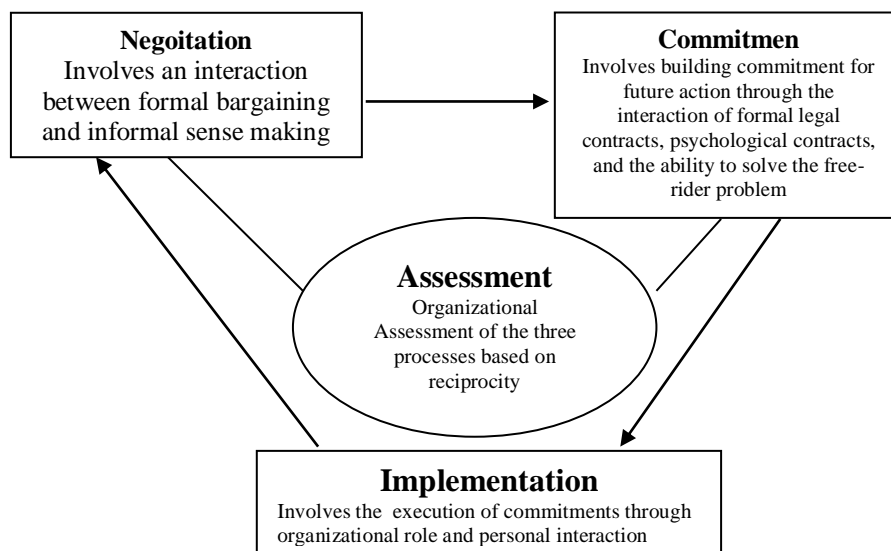 Negoitation
Involves an interaction
between formal bargaining
and informal sense making
Commitmen
Involves building commitment for
future action through the
interaction of formal legal
contracts, psychological contracts,
and the ability to solve the free-
rider problem
Assessment
Organizational
Assessment of the three
processes based on
reciprocity
Implementation
Involves the execution of commitments through
organizational role and personal interaction